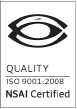 QUALITY
ISO 9001:2008
NSAI Certified